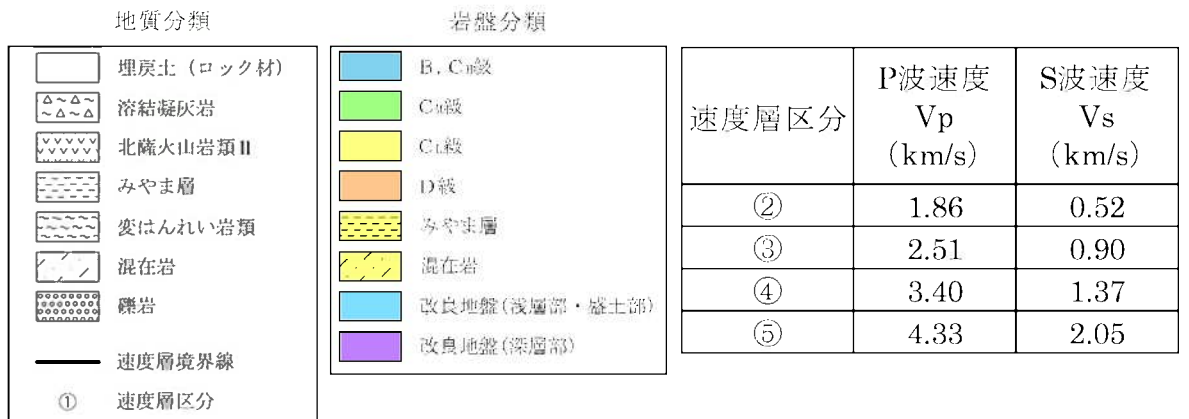 地質分類
埋戻土（ロック材）
溶結凝灰岩
北薩火山岩類Ⅱ
みやま層
変はんれい岩類
混在岩
礫岩
速度層境界線
① 速度層区分
岩盤分類
B，CH級
CM級
CL級
D級
みやま層
混在岩
改良地盤(浅層部・盛土部)
改良地盤(深層部)
速度層区分 P波速度 Vp (km/s) S波速度 Vs (km/s)
② 1.86 0.52
③ 2.51 0.90
④ 3.40 1.37
⑤ 4.33 2.05